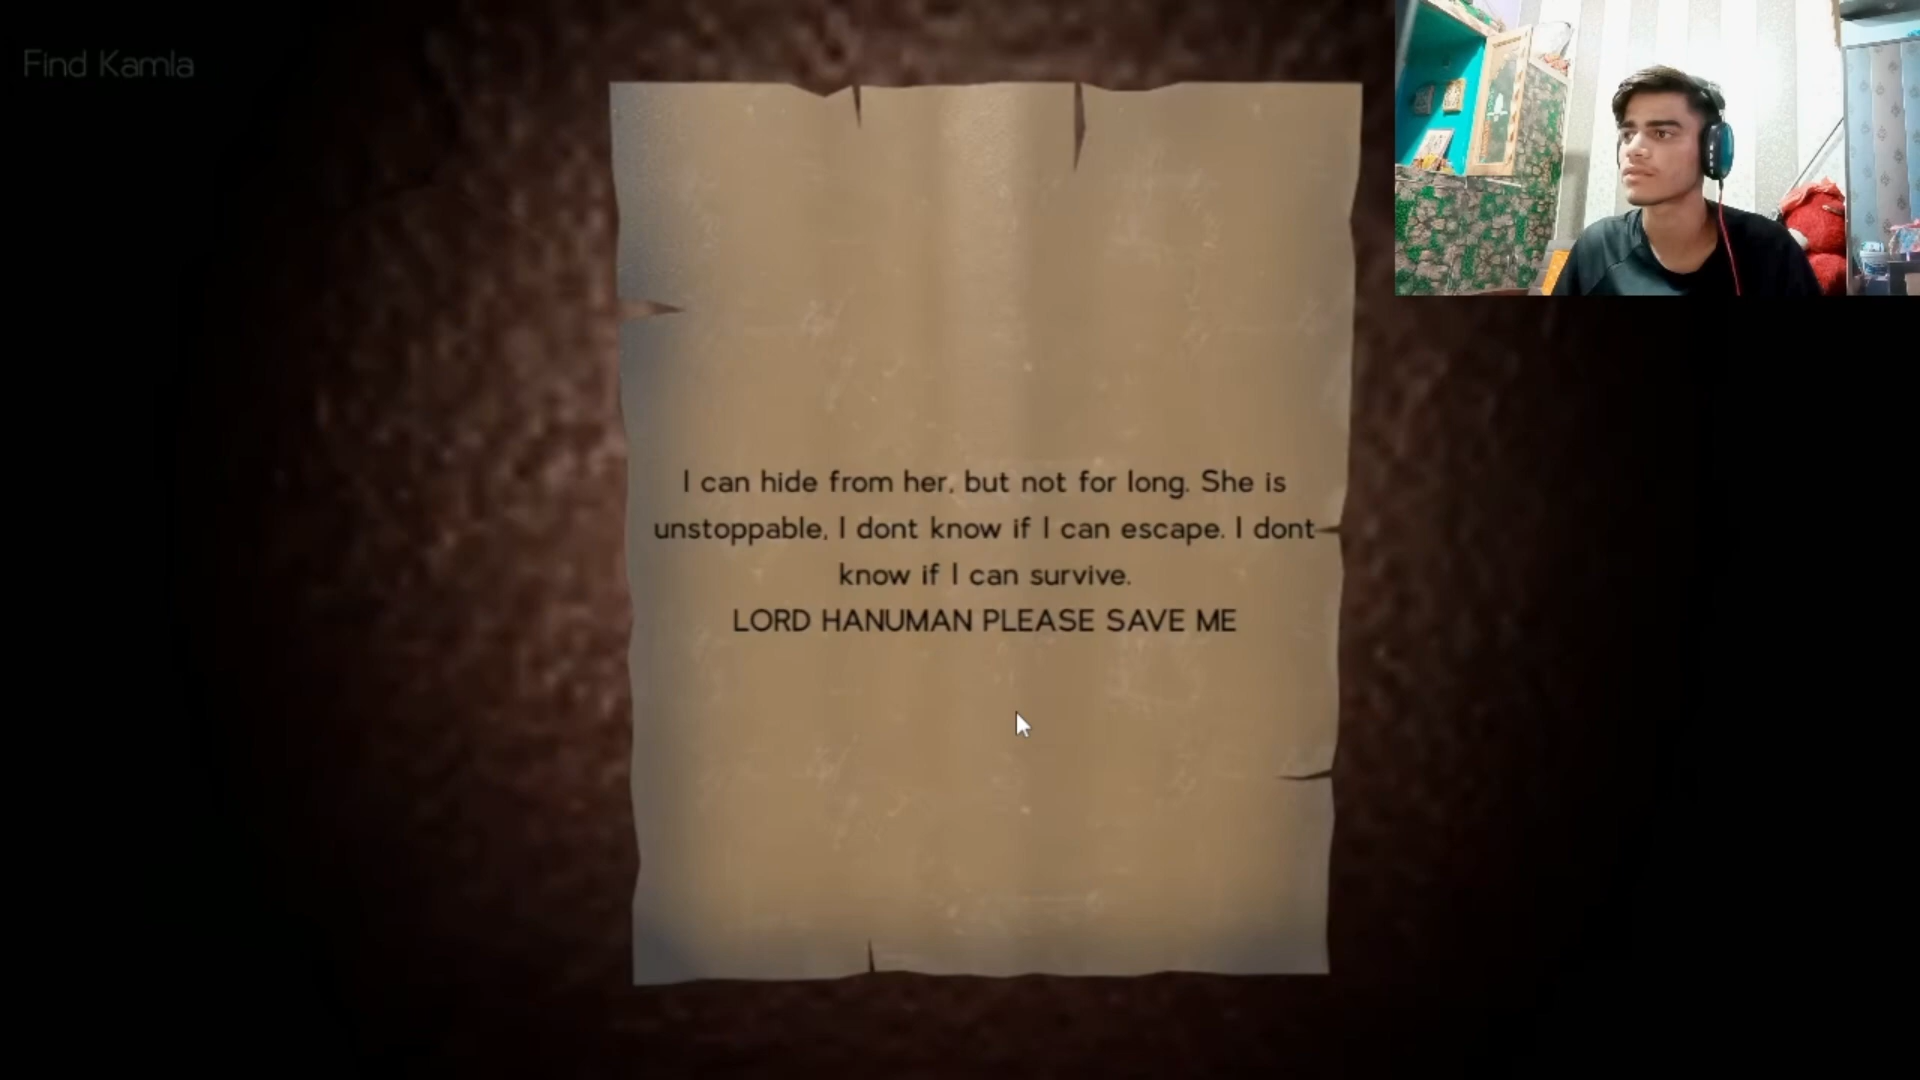 Find Kamla
I can hide from her, but not for long. She is
unstoppable, I dont know if I can escape. I dont
know if I can survive.
LORD HANUMAN PLEASE SAVE ME